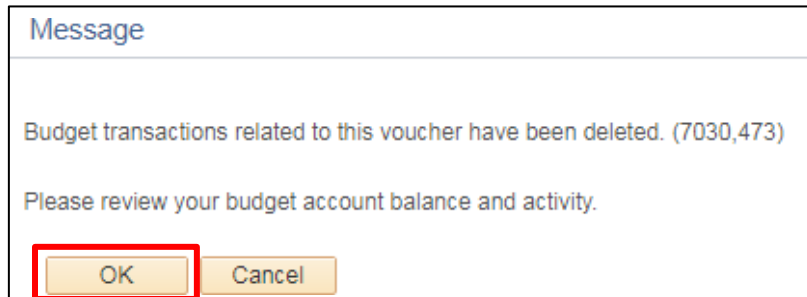 Message
Budget transactions related to this voucher have been deleted. (7030,473)
Please review your budget account balance and activity.
OK Cancel